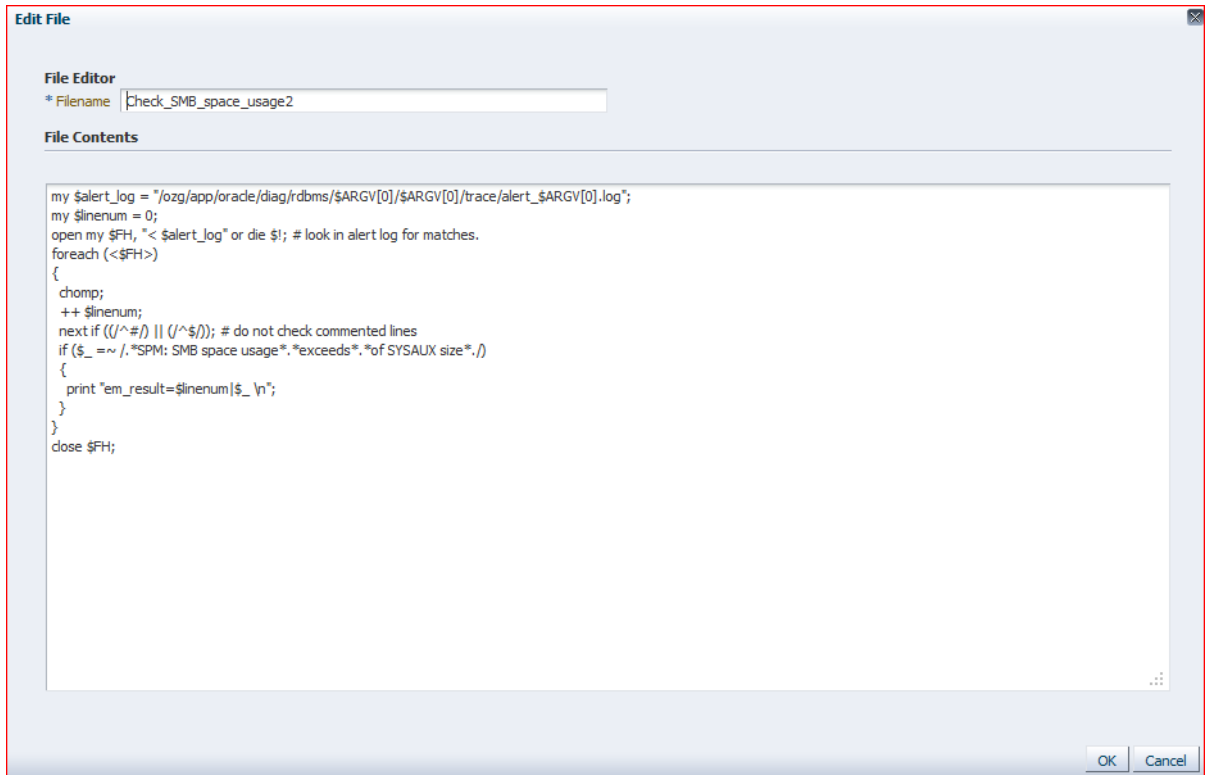 Edit File
File Editor
* Filename Check_SMB_space_usage2
File Contents
my $alert_log = "/ozg/app/oracle/diag/rdbms/$ARGV[0]/$ARGV[0]/trace/alert_$ARGV[0].log";
my $linenum = 0;
open my $FH, "< $alert_log" or die $!; # look in alert log for matches.
foreach (<$FH>)
{
  chomp;
  ++ $linenum;
  next if ((/^#/) || (/^$/)); # do not check commented lines
  if ($_ =~ /.*SPM: SMB space usage*.*exceeds*.*of SYSAUX size*./)
  {
    print "em_result=$linenum|$_ \n";
  }
}
close $FH;
OK Cancel